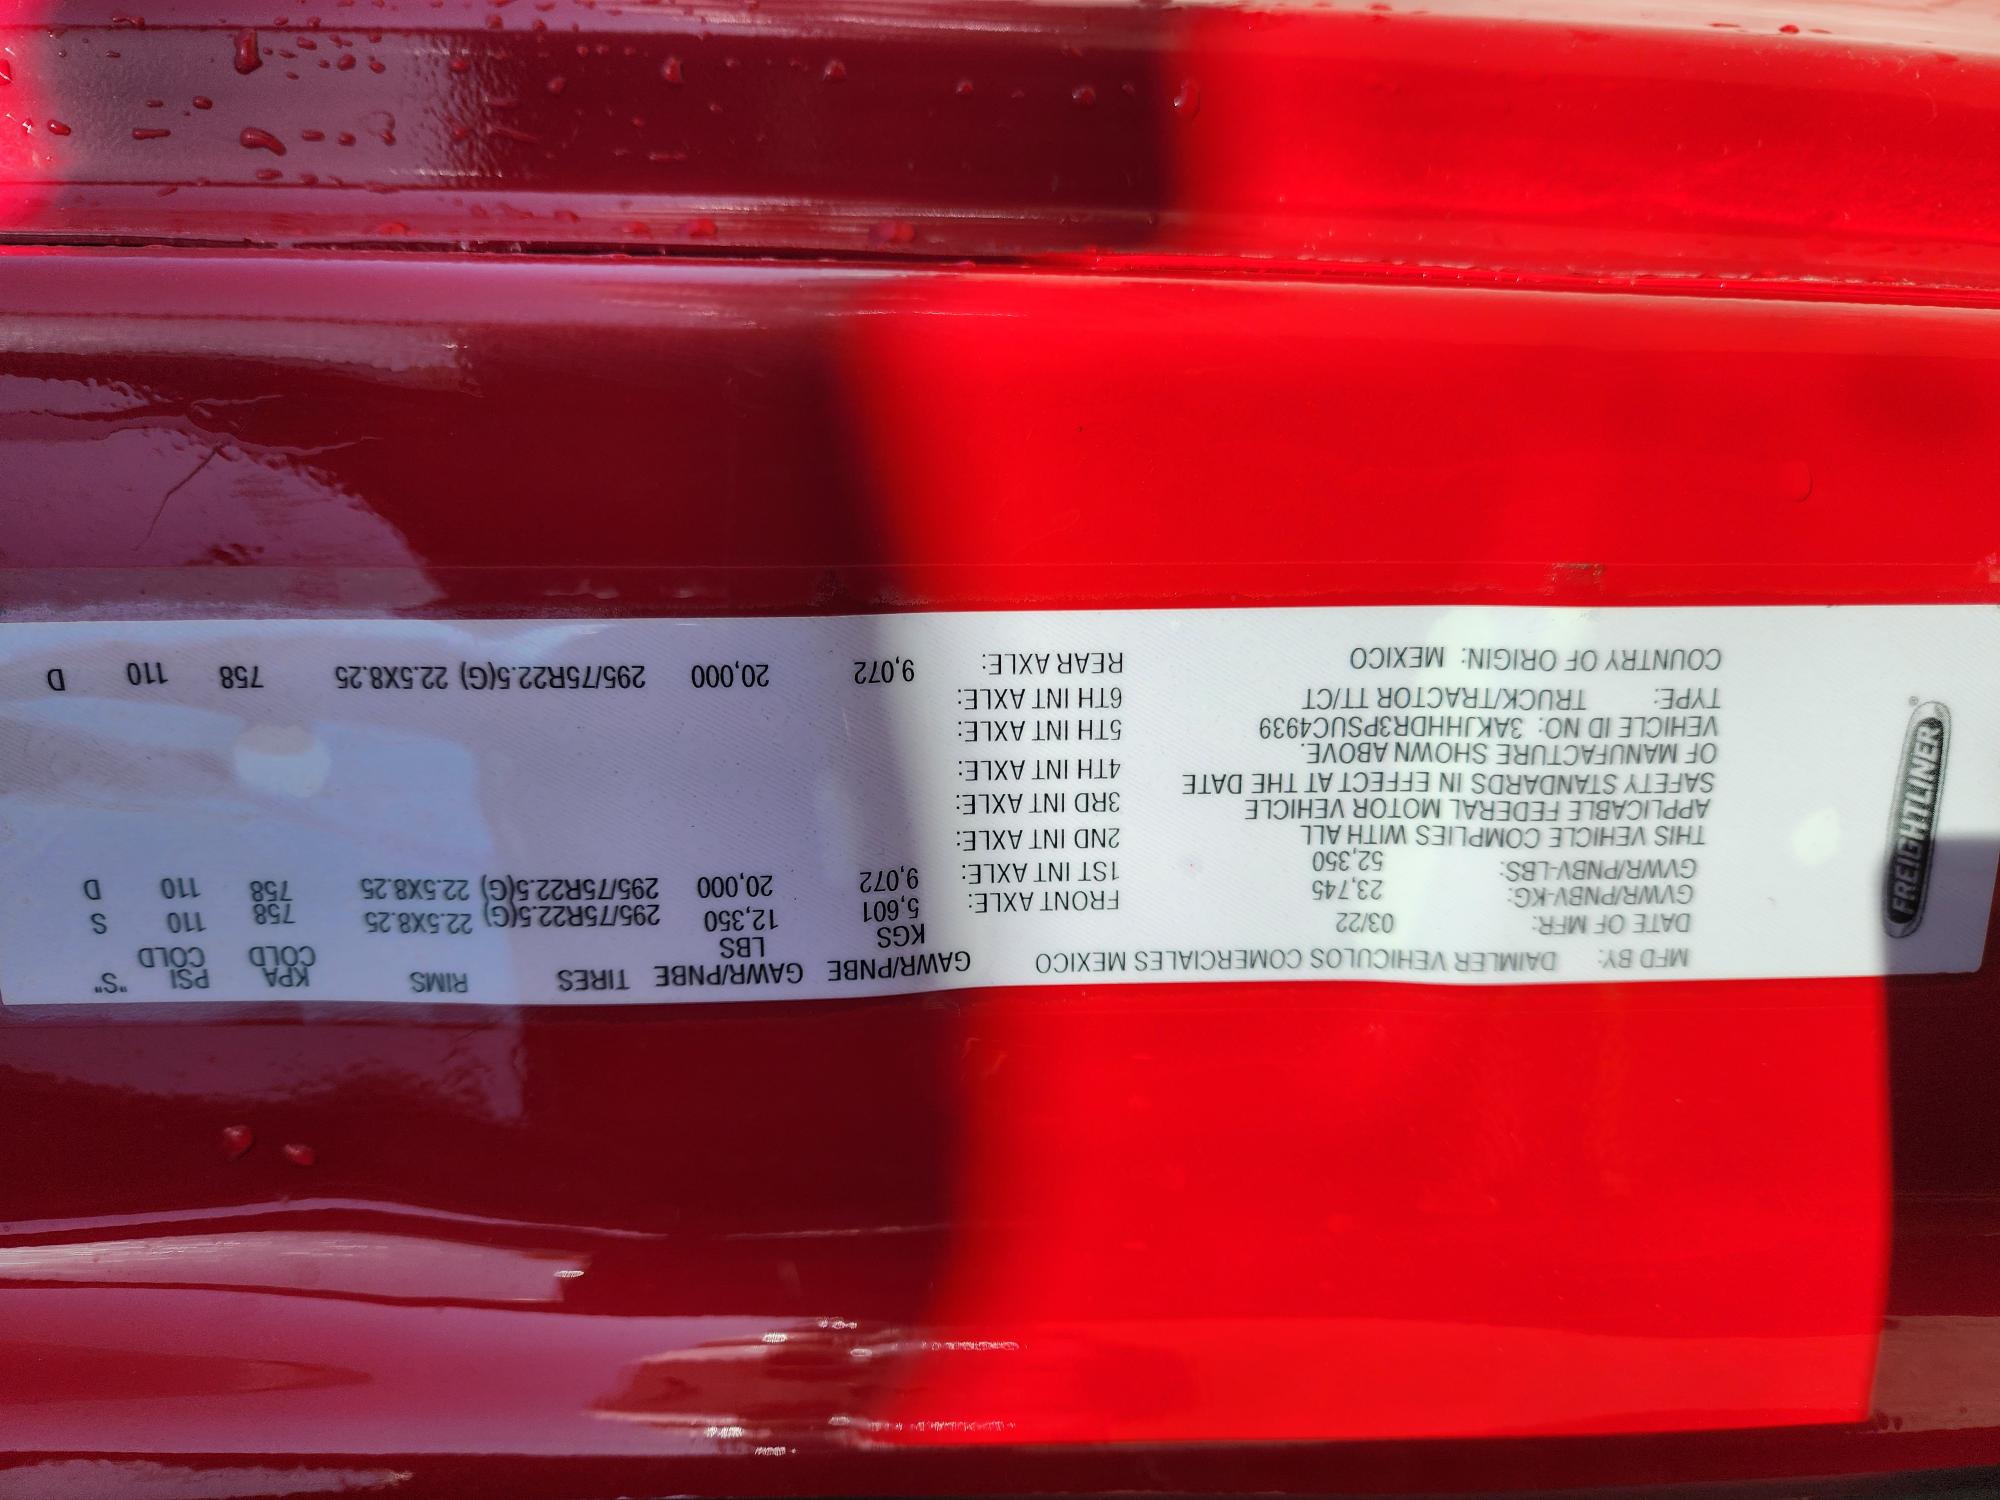 FREIGHTLINER®
MFD BY: DAIMLER VEHICULOS COMERCIALES MEXICO
DATE OF MFR: 03/22
GVWR/PNBV-KG: 23,745
GVWR/PNBV-LBS: 52,350
THIS VEHICLE COMPLIES WITH ALL
APPLICABLE FEDERAL MOTOR VEHICLE
SAFETY STANDARDS IN EFFECT AT THE DATE
OF MANUFACTURE SHOWN ABOVE.
VEHICLE ID NO: 3AKJHHDR3PSUC4939
TYPE: TRUCK/TRACTOR TT/CT
COUNTRY OF ORIGIN: MEXICO
GAWR/PNBE GAWR/PNBE TIRES RIMS KPA PSI "S"
KGS LBS COLD COLD
FRONT AXLE: 5,601 12,350 295/75R22.5(G) 22.5X8.25 758 110 S
1ST INT AXLE: 9,072 20,000 295/75R22.5(G) 22.5X8.25 758 110 D
2ND INT AXLE:
3RD INT AXLE:
4TH INT AXLE:
5TH INT AXLE:
6TH INT AXLE:
REAR AXLE: 9,072 20,000 295/75R22.5(G) 22.5X8.25 758 110 D